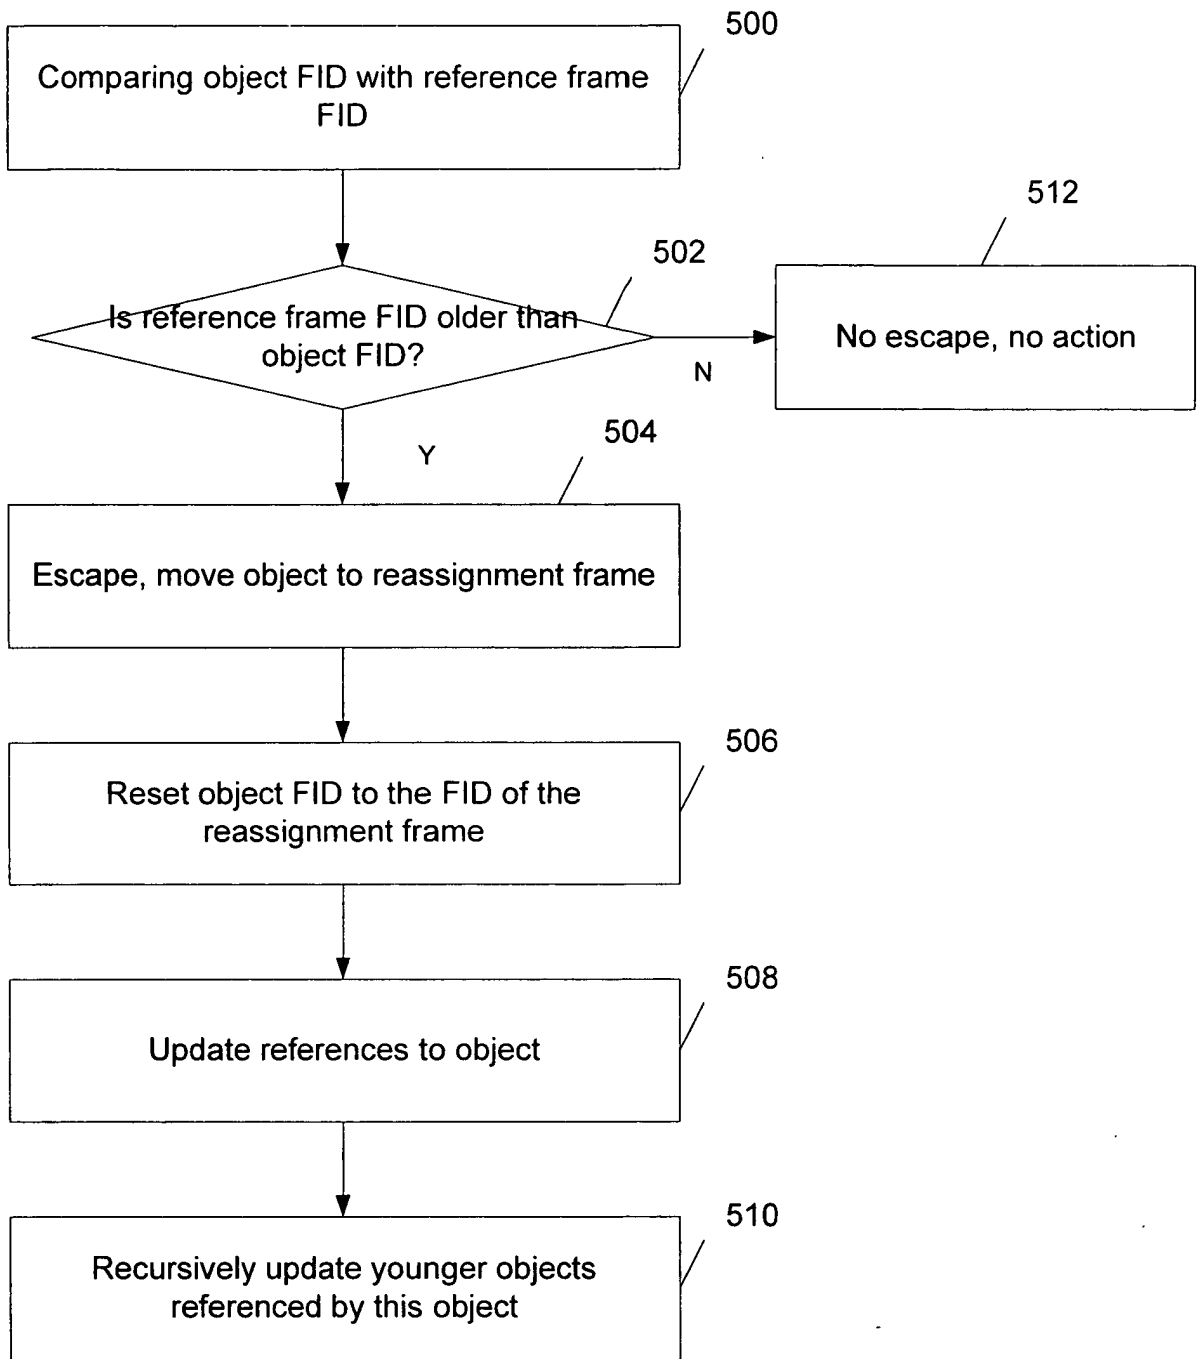 500
Comparing object FID with reference frame
FID
512
502
Is reference frame FID older than
object FID?
No escape, no action
N
Y
504
Escape, move object to reassignment frame
506
Reset object FID to the FID of the
reassignment frame
508
Update references to object
510
Recursively update younger objects
referenced by this object